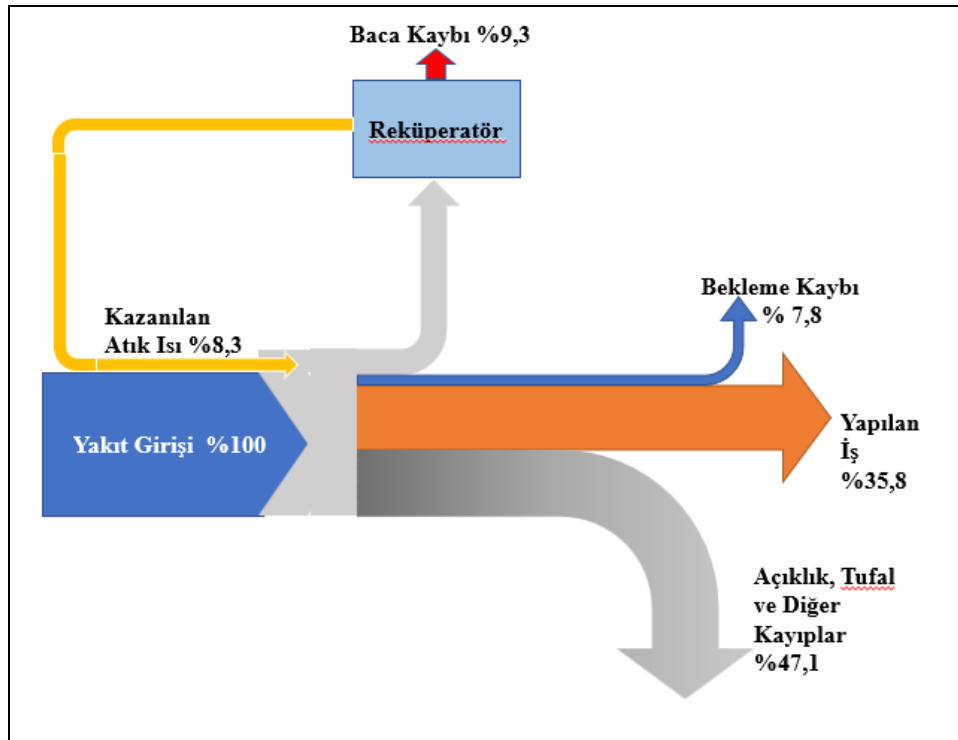 Baca Kaybı %9,3
Reküperatör
Bekleme Kaybı
% 7,8
Kazanılan
Atık Isı %8,3
Yakıt Girişi %100
Yapılan
İş
%35,8
Açıklık, Tufal
ve Diğer
Kayıplar
%47,1